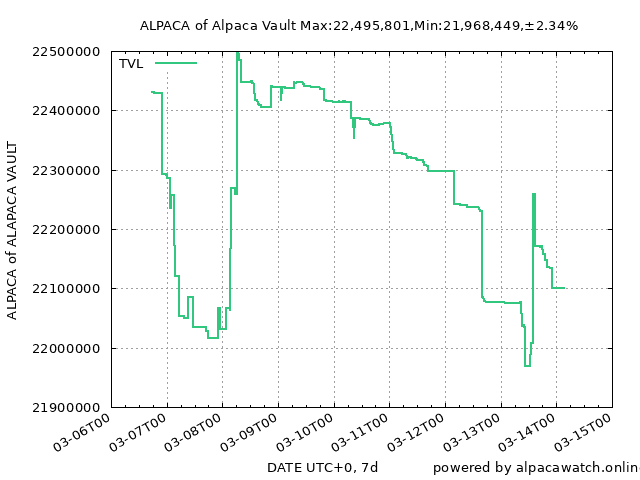 ALPACA of Alpaca Vault Max:22,495,801,Min:21,968,449,±2.34%
TVL
22500000
22400000
22300000
22200000
22100000
22000000
21900000
ALPACA of ALAPACA VAULT
03-06T00
03-07T00
03-08T00
03-09T00
03-10T00
03-11T00
03-12T00
03-13T00
03-14T00
03-15T00
DATE UTC+0, 7d
powered by alpacawatch.online